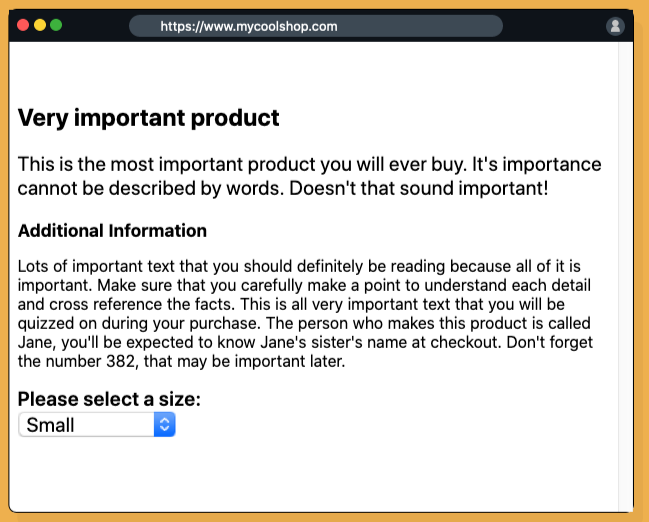 https://www.mycoolshop.com
Very important product
This is the most important product you will ever buy. It's importance
cannot be described by words. Doesn't that sound important!
Additional Information
Lots of important text that you should definitely be reading because all of it is
important. Make sure that you carefully make a point to understand each detail
and cross reference the facts. This is all very important text that you will be
quizzed on during your purchase. The person who makes this product is called
Jane, you'll be expected to know Jane's sister's name at checkout. Don't forget
the number 382, that may be important later.
Please select a size:
Small